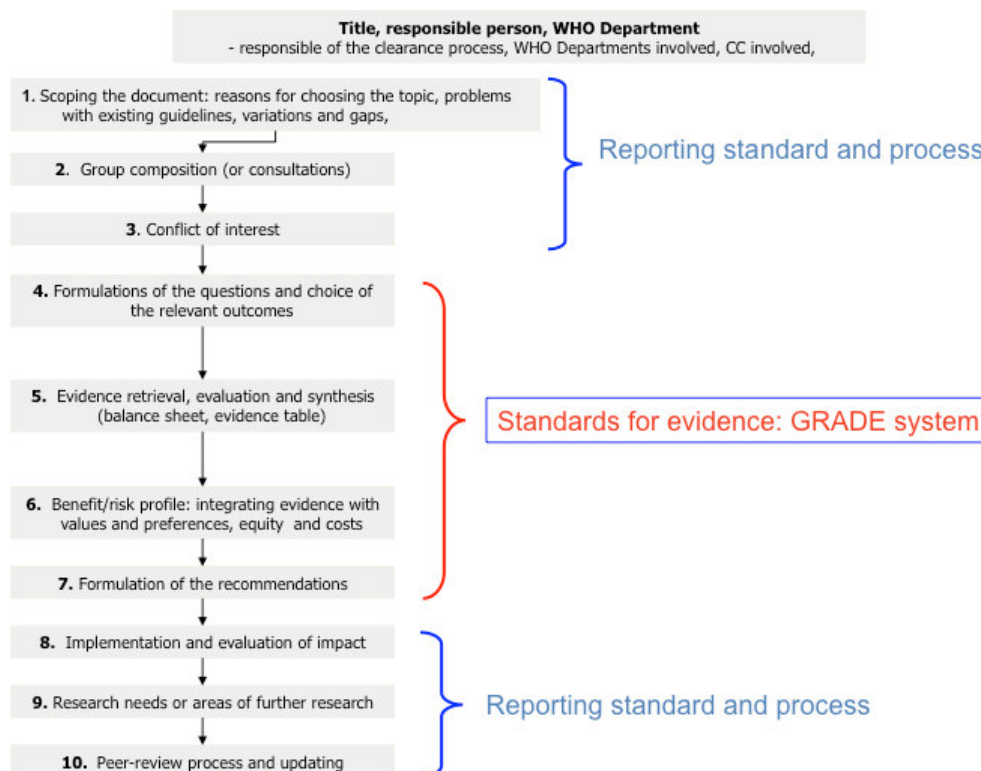 Title, responsible person, WHO Department
- responsible of the clearance process, WHO Departments involved, CC involved,
1. Scoping the document: reasons for choosing the topic, problems
with existing guidelines, variations and gaps,
Reporting standard and process
2. Group composition (or consultations)
3. Conflict of interest
4. Formulations of the questions and choice of
the relevant outcomes
5. Evidence retrieval, evaluation and synthesis
(balance sheet, evidence table)
Standards for evidence: GRADE system
6. Benefit/risk profile: integrating evidence with
values and preferences, equity and costs
7. Formulation of the recommendations
8. Implementation and evaluation of impact
9. Research needs or areas of further research
Reporting standard and process
10. Peer-review process and updating